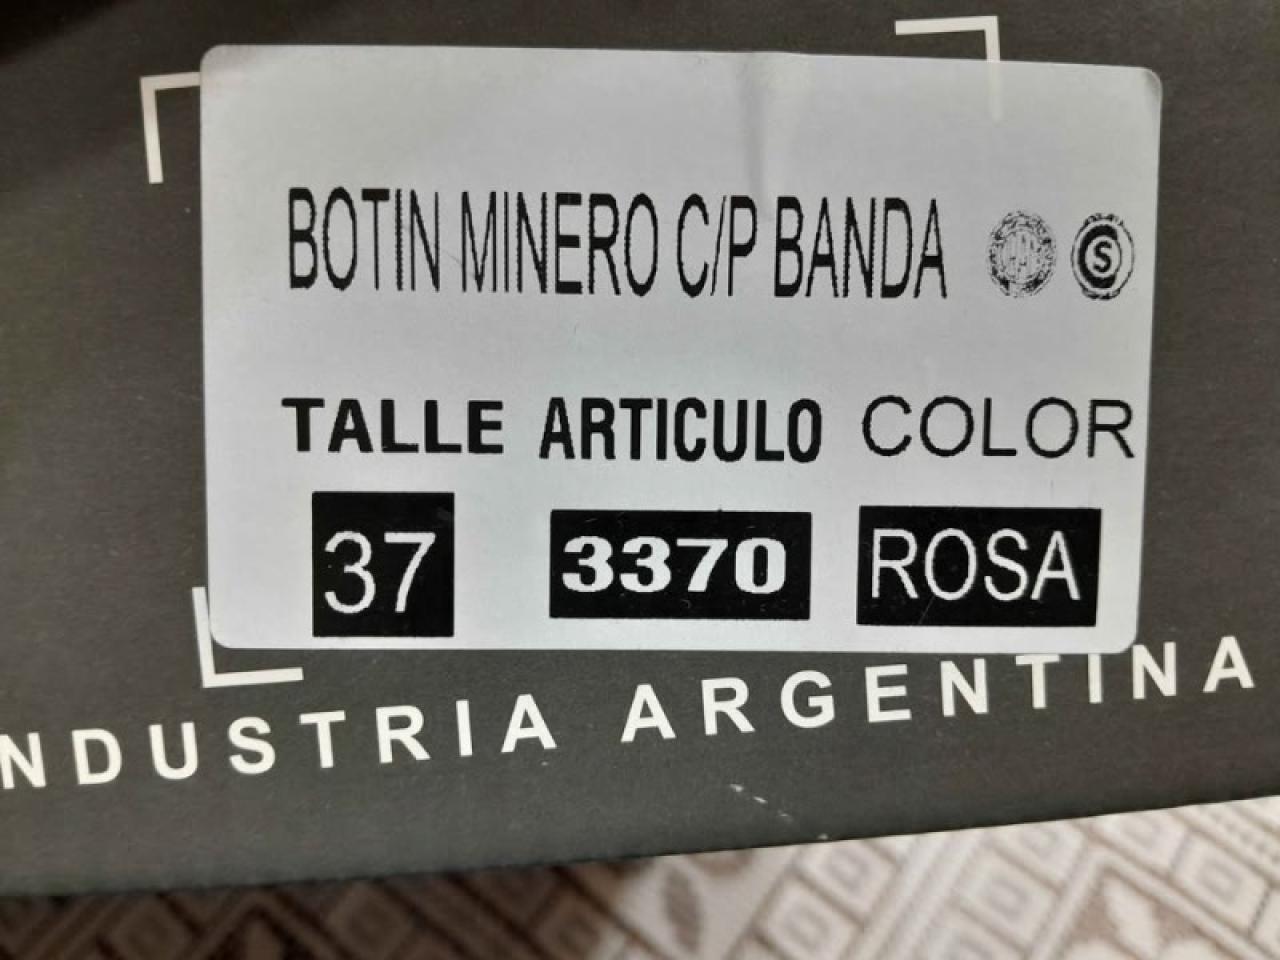 BOTIN MINERO C/P BANDA S
TALLE ARTICULO COLOR
37 3370 ROSA
NDUSTRIA ARGENTINA